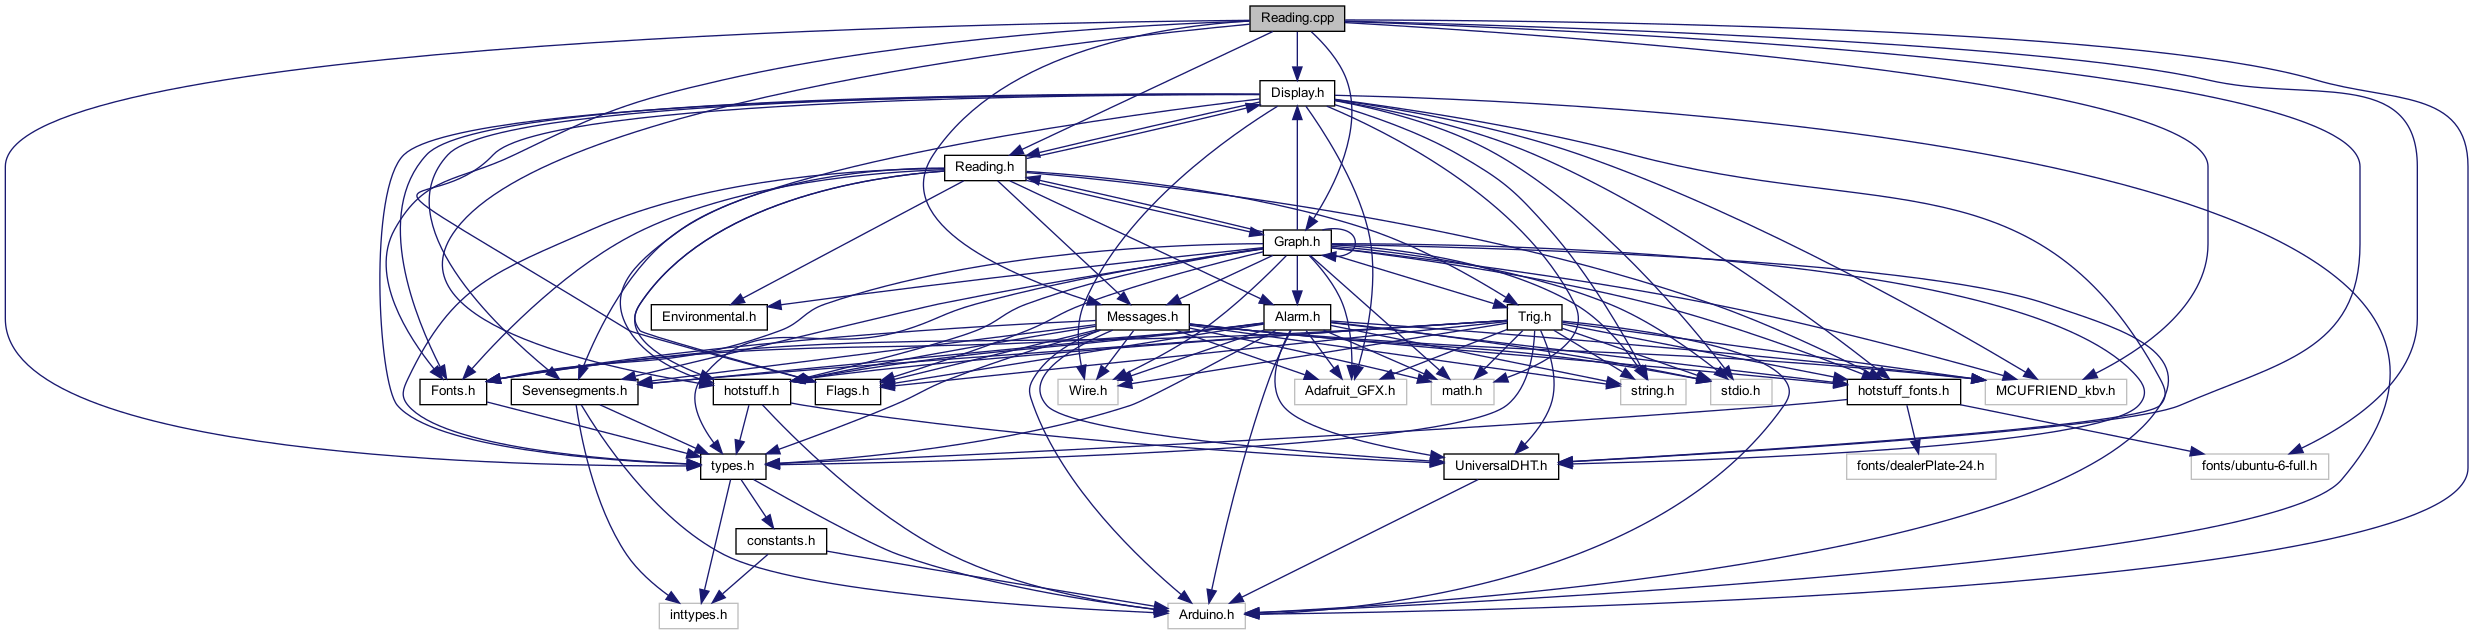 Reading.cpp
Display.h
Reading.h
Graph.h
Environmental.h
Messages.h
Alarm.h
Trig.h
Fonts.h
Sevensegments.h
hotstuff.h
Flags.h
Wire.h
Adafruit_GFX.h
math.h
string.h
stdio.h
hotstuff_fonts.h
MCUFRIEND_kbv.h
types.h
UniversalDHT.h
fonts/dealerPlate-24.h
fonts/ubuntu-6-full.h
constants.h
inttypes.h
Arduino.h